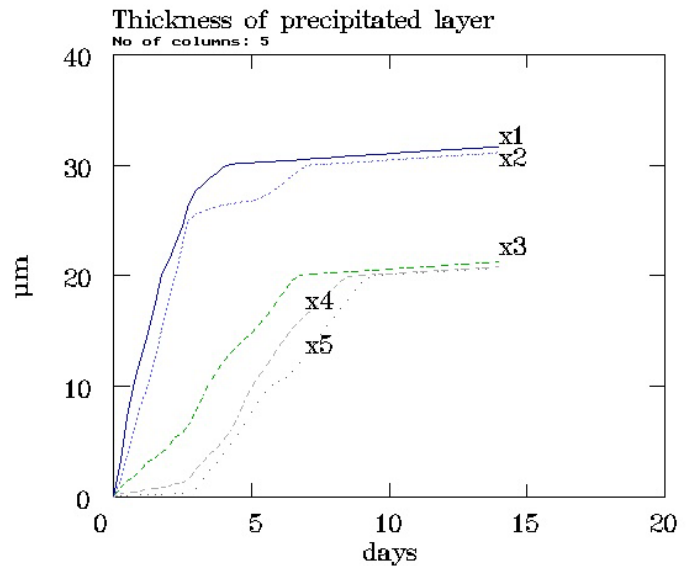 Thickness of precipitated layer
No of columns: 5
40
30
20
10
0
µm
x1
x2
x3
x4
x5
0 5 10 15 20
days